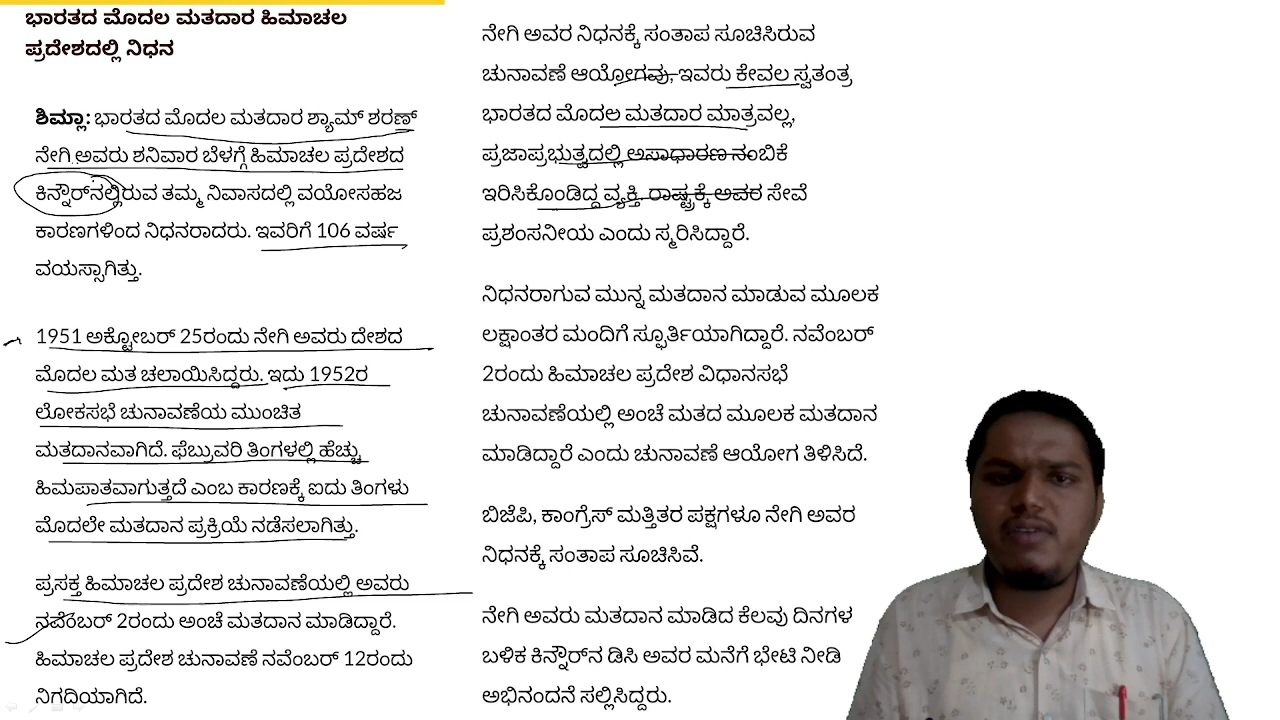 ಭಾರತದ ಮೊದಲ ಮತದಾರ ಹಿಮಾಚಲ
ಪ್ರದೇಶದಲ್ಲಿ ನಿಧನ
ಶಿಮ್ಲಾ: ಭಾರತದ ಮೊದಲ ಮತದಾರ ಶ್ಯಾಮ್ ಶರಣ್
ನೇಗಿ ಅವರು ಶನಿವಾರ ಬೆಳಗ್ಗೆ ಹಿಮಾಚಲ ಪ್ರದೇಶದ
ಕಿನ್ನೌರ್‌ನಲ್ಲಿರುವ ತಮ್ಮ ನಿವಾಸದಲ್ಲಿ ವಯೋಸಹಜ
ಕಾರಣಗಳಿಂದ ನಿಧನರಾದರು. ಇವರಿಗೆ 106 ವರ್ಷ
ವಯಸ್ಸಾಗಿತ್ತು.
1951 ಅಕ್ಟೋಬರ್ 25ರಂದು ನೇಗಿ ಅವರು ದೇಶದ
ಮೊದಲ ಮತ ಚಲಾಯಿಸಿದ್ದರು. ಇದು 1952ರ
ಲೋಕಸಭೆ ಚುನಾವಣೆಯ ಮುಂಚಿತ
ಮತದಾನವಾಗಿದೆ. ಫೆಬ್ರುವರಿ ತಿಂಗಳಲ್ಲಿ ಹೆಚ್ಚು
ಹಿಮಪಾತವಾಗುತ್ತದೆ ಎಂಬ ಕಾರಣಕ್ಕೆ ಐದು ತಿಂಗಳು
ಮೊದಲೇ ಮತದಾನ ಪ್ರಕ್ರಿಯೆ ನಡೆಸಲಾಗಿತ್ತು.
ಪ್ರಸಕ್ತ ಹಿಮಾಚಲ ಪ್ರದೇಶ ಚುನಾವಣೆಯಲ್ಲಿ ಅವರು
ನವೆಂಬರ್ 2ರಂದು ಅಂಚೆ ಮತದಾನ ಮಾಡಿದ್ದಾರೆ.
ಹಿಮಾಚಲ ಪ್ರದೇಶ ಚುನಾವಣೆ ನವೆಂಬರ್ 12ರಂದು
ನಿಗದಿಯಾಗಿದೆ.
ನೇಗಿ ಅವರ ನಿಧನಕ್ಕೆ ಸಂತಾಪ ಸೂಚಿಸಿರುವ
ಚುನಾವಣೆ ಆಯೋಗವು, ಇವರು ಕೇವಲ ಸ್ವತಂತ್ರ
ಭಾರತದ ಮೊದಲ ಮತದಾರ ಮಾತ್ರವಲ್ಲ,
ಪ್ರಜಾಪ್ರಭುತ್ವದಲ್ಲಿ ಅಸಾಧಾರಣ ನಂಬಿಕೆ
ಇರಿಸಿಕೊಂಡಿದ್ದ ವ್ಯಕ್ತಿ. ರಾಷ್ಟ್ರಕ್ಕೆ ಅವರ ಸೇವೆ
ಪ್ರಶಂಸನೀಯ ಎಂದು ಸ್ಮರಿಸಿದ್ದಾರೆ.
ನಿಧನರಾಗುವ ಮುನ್ನ ಮತದಾನ ಮಾಡುವ ಮೂಲಕ
ಲಕ್ಷಾಂತರ ಮಂದಿಗೆ ಸ್ಫೂರ್ತಿಯಾಗಿದ್ದಾರೆ. ನವೆಂಬರ್
2ರಂದು ಹಿಮಾಚಲ ಪ್ರದೇಶ ವಿಧಾನಸಭೆ
ಚುನಾವಣೆಯಲ್ಲಿ ಅಂಚೆ ಮತದ ಮೂಲಕ ಮತದಾನ
ಮಾಡಿದ್ದಾರೆ ಎಂದು ಚುನಾವಣೆ ಆಯೋಗ ತಿಳಿಸಿದೆ.
ಬಿಜೆಪಿ, ಕಾಂಗ್ರೆಸ್ ಮತ್ತಿತರ ಪಕ್ಷಗಳೂ ನೇಗಿ ಅವರ
ನಿಧನಕ್ಕೆ ಸಂತಾಪ ಸೂಚಿಸಿವೆ.
ನೇಗಿ ಅವರು ಮತದಾನ ಮಾಡಿದ ಕೆಲವು ದಿನಗಳ
ಬಳಿಕ ಕಿನ್ನೌರ್‌ನ ಡಿಸಿ ಅವರ ಮನೆಗೆ ಭೇಟಿ ನೀಡಿ
ಅಭಿನಂದನೆ ಸಲ್ಲಿಸಿದ್ದರು.